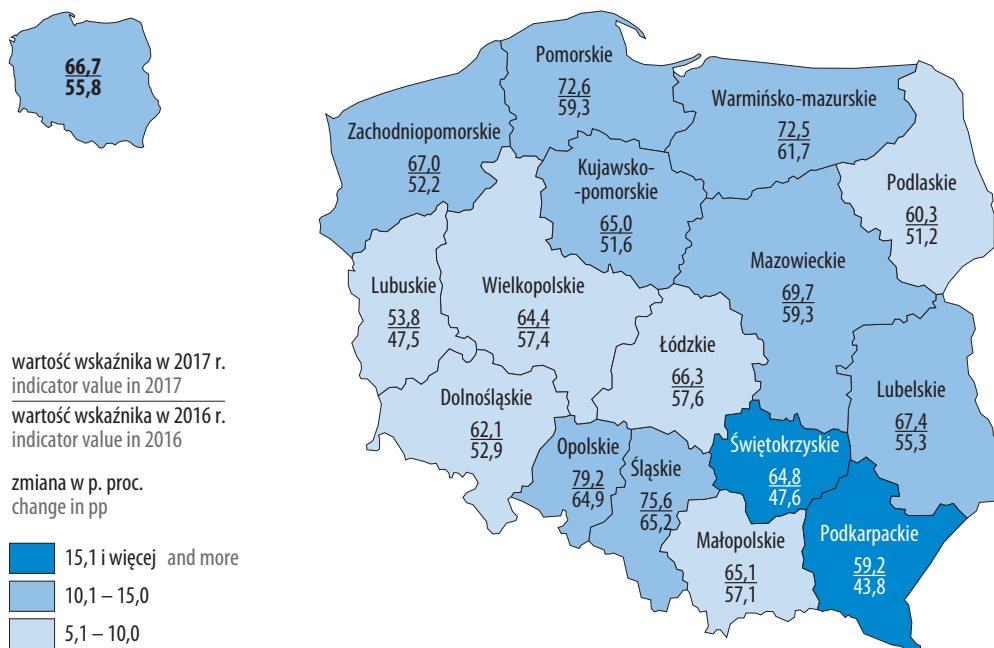 66,7
55,8
Pomorskie
72,6
59,3
Warmińsko-mazurskie
72,5
61,7
Zachodniopomorskie
67,0
52,2
Kujawsko-
-pomorskie
65,0
51,6
Podlaskie
60,3
51,2
Mazowieckie
69,7
59,3
Lubuskie
53,8
47,5
Wielkopolskie
64,4
57,4
Łódzkie
66,3
57,6
Lubelskie
67,4
55,3
Dolnośląskie
62,1
52,9
Opolskie
79,2
64,9
Śląskie
75,6
65,2
Świętokrzyskie
64,8
47,6
Małopolskie
65,1
57,1
Podkarpackie
59,2
43,8
wartość wskaźnika w 2017 r.
indicator value in 2017
wartość wskaźnika w 2016 r.
indicator value in 2016
zmiana w p. proc.
change in pp
15,1 i więcej and more
10,1 – 15,0
5,1 – 10,0